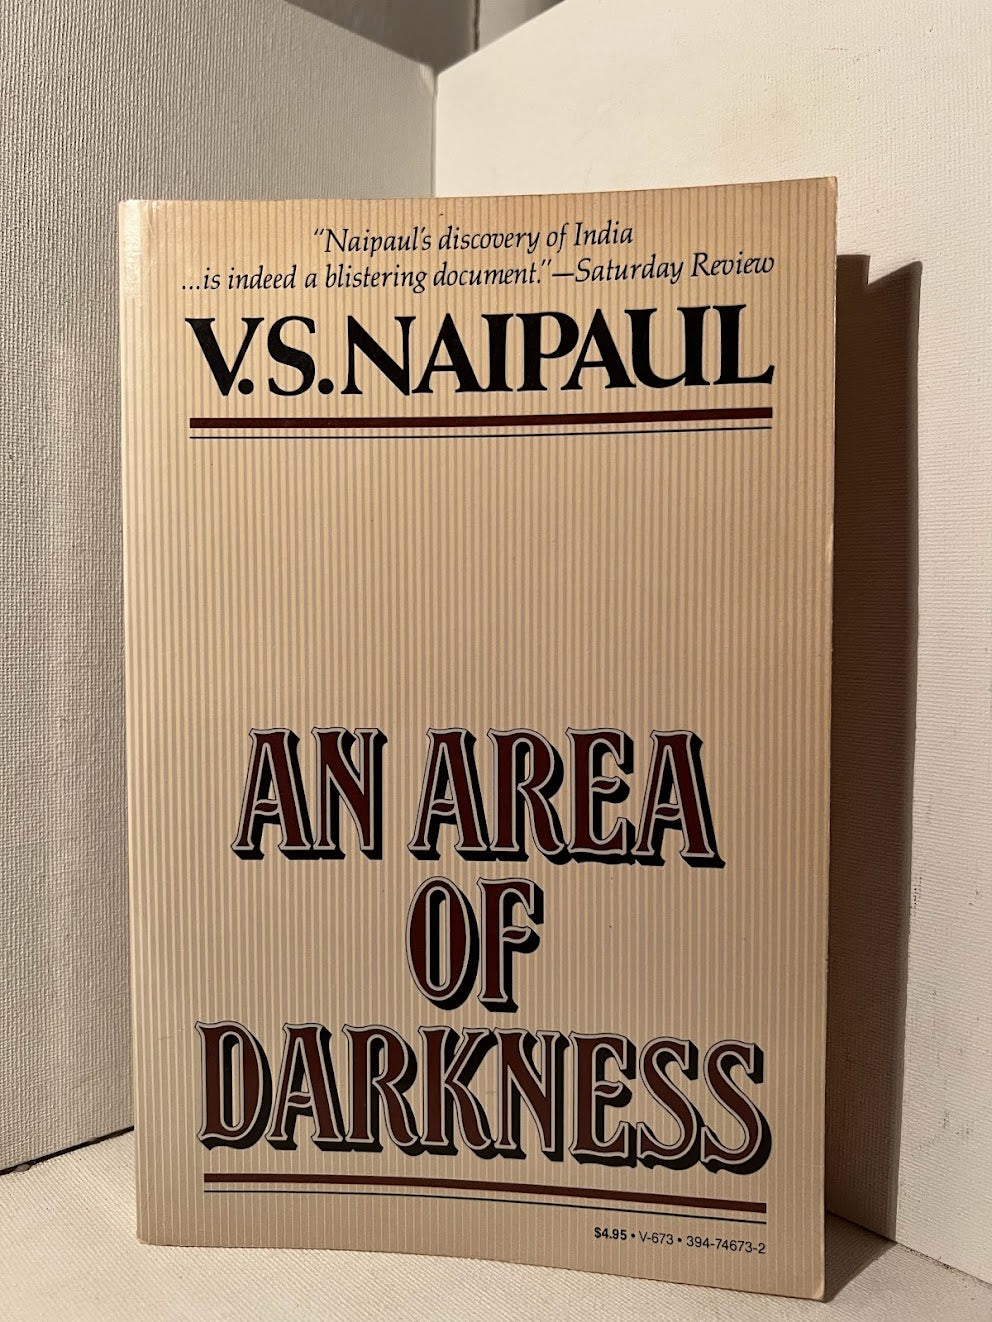 “Naipaul’s discovery of India
...is indeed a blistering document.”—Saturday Review
V.S. NAIPAUL
AN AREA
OF
DARKNESS
$4.95 • V-673 • 394-74673-2